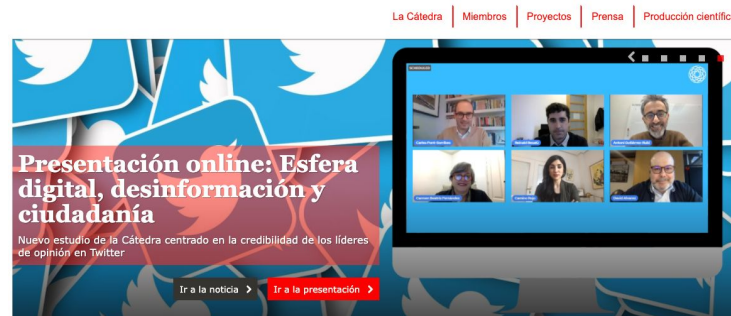 La Cátedra
Miembros
Proyectos
Prensa
Producción científic
Presentación online: Esfera
digital, desinformación y
ciudadanía
Nuevo estudio de la Cátedra centrado en la credibilidad de los líderes
de opinión en Twitter
Ir a la noticia
Ir a la presentación